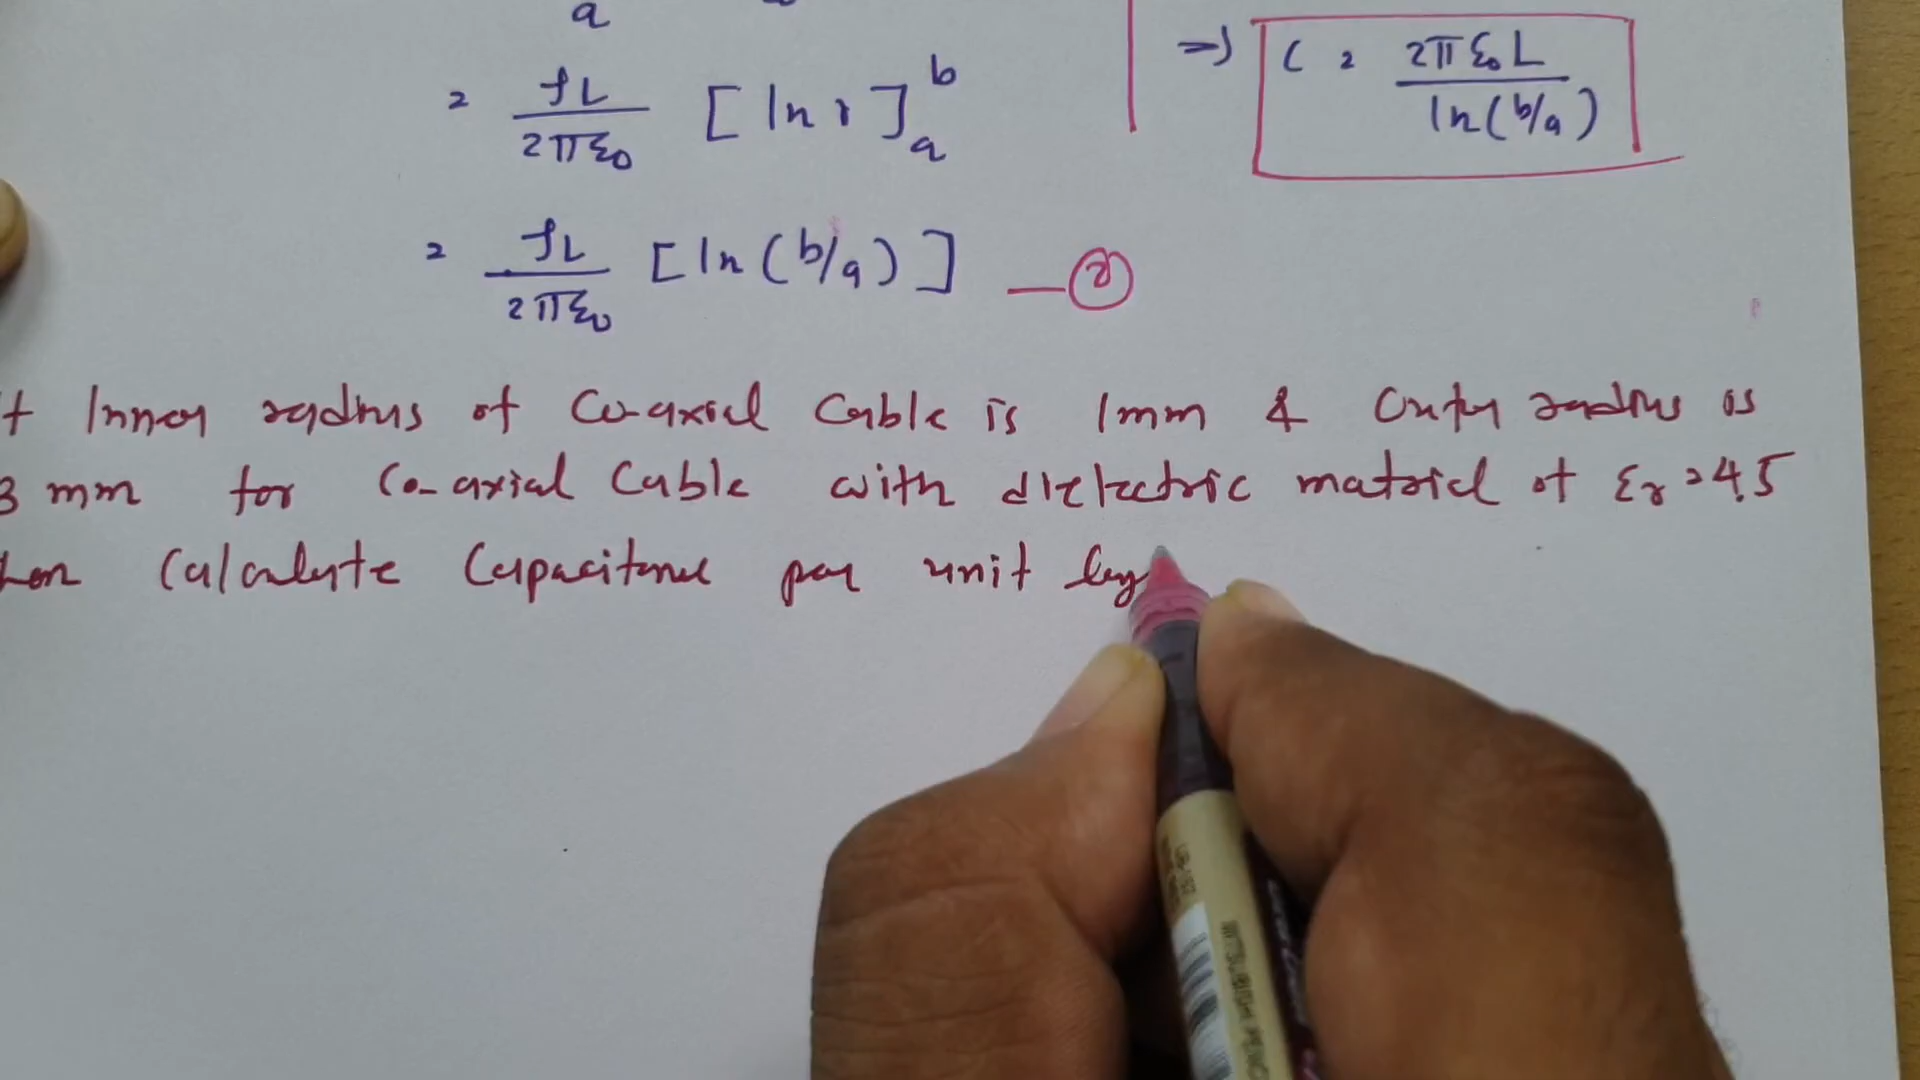 a
= ρL / 2πε₀ [ ln r ]ₐᵇ
⇒ C = 2πε₀L / ln(b/a)
= ρL / 2πε₀ [ ln(b/a) ] — ②
Inner radius of Co-axial Cable is 1mm & Outer radius is
3 mm for Co-axial Cable with dielectric material of εr = 4.5
Calculate Capacitance per unit leng